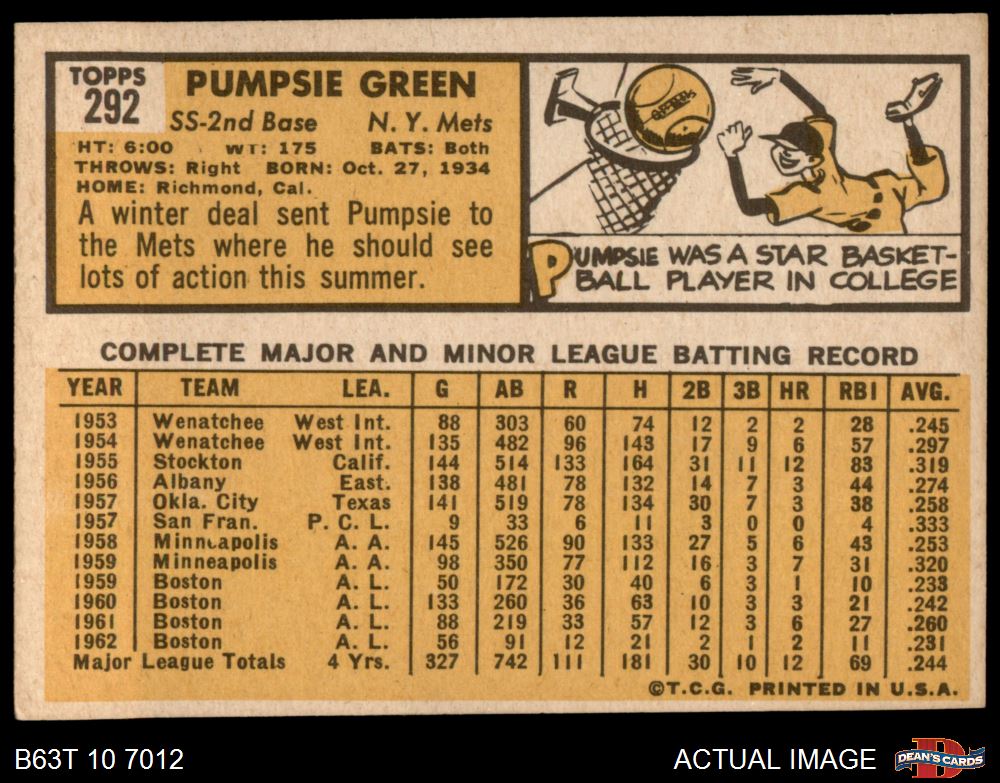 TOPPS
292
PUMPSIE GREEN
SS-2nd Base N. Y. Mets
HT: 6:00 WT: 175 BATS: Both
THROWS: Right BORN: Oct. 27, 1934
HOME: Richmond, Cal.
A winter deal sent Pumpsie to
the Mets where he should see
lots of action this summer.
PUMPSIE WAS A STAR BASKET-
BALL PLAYER IN COLLEGE
COMPLETE MAJOR AND MINOR LEAGUE BATTING RECORD
YEAR TEAM LEA. G AB R H 2B 3B HR RBI AVG.
1953 Wenatchee West Int. 88 303 60 74 12 2 2 28 .245
1954 Wenatchee West Int. 135 482 96 143 17 9 6 57 .297
1955 Stockton Calif. 144 514 133 164 31 11 12 83 .319
1956 Albany East. 138 481 78 132 14 7 3 44 .274
1957 Okla. City Texas 141 519 78 134 30 7 3 38 .258
1957 San Fran. P. C. L. 9 33 6 11 3 0 0 4 .333
1958 Minneapolis A. A. 145 526 90 133 27 5 6 43 .253
1959 Minneapolis A. A. 98 350 77 112 16 3 7 31 .320
1959 Boston A. L. 50 172 30 40 6 3 1 10 .233
1960 Boston A. L. 133 260 36 63 10 3 3 21 .242
1961 Boston A. L. 88 219 33 57 12 3 6 27 .260
1962 Boston A. L. 56 91 12 21 2 1 2 11 .231
Major League Totals 4 Yrs. 327 742 111 181 30 10 12 69 .244
©T.C.G. PRINTED IN U.S.A.
B63T 10 7012 ACTUAL IMAGE
D
DEAN'S CARDS